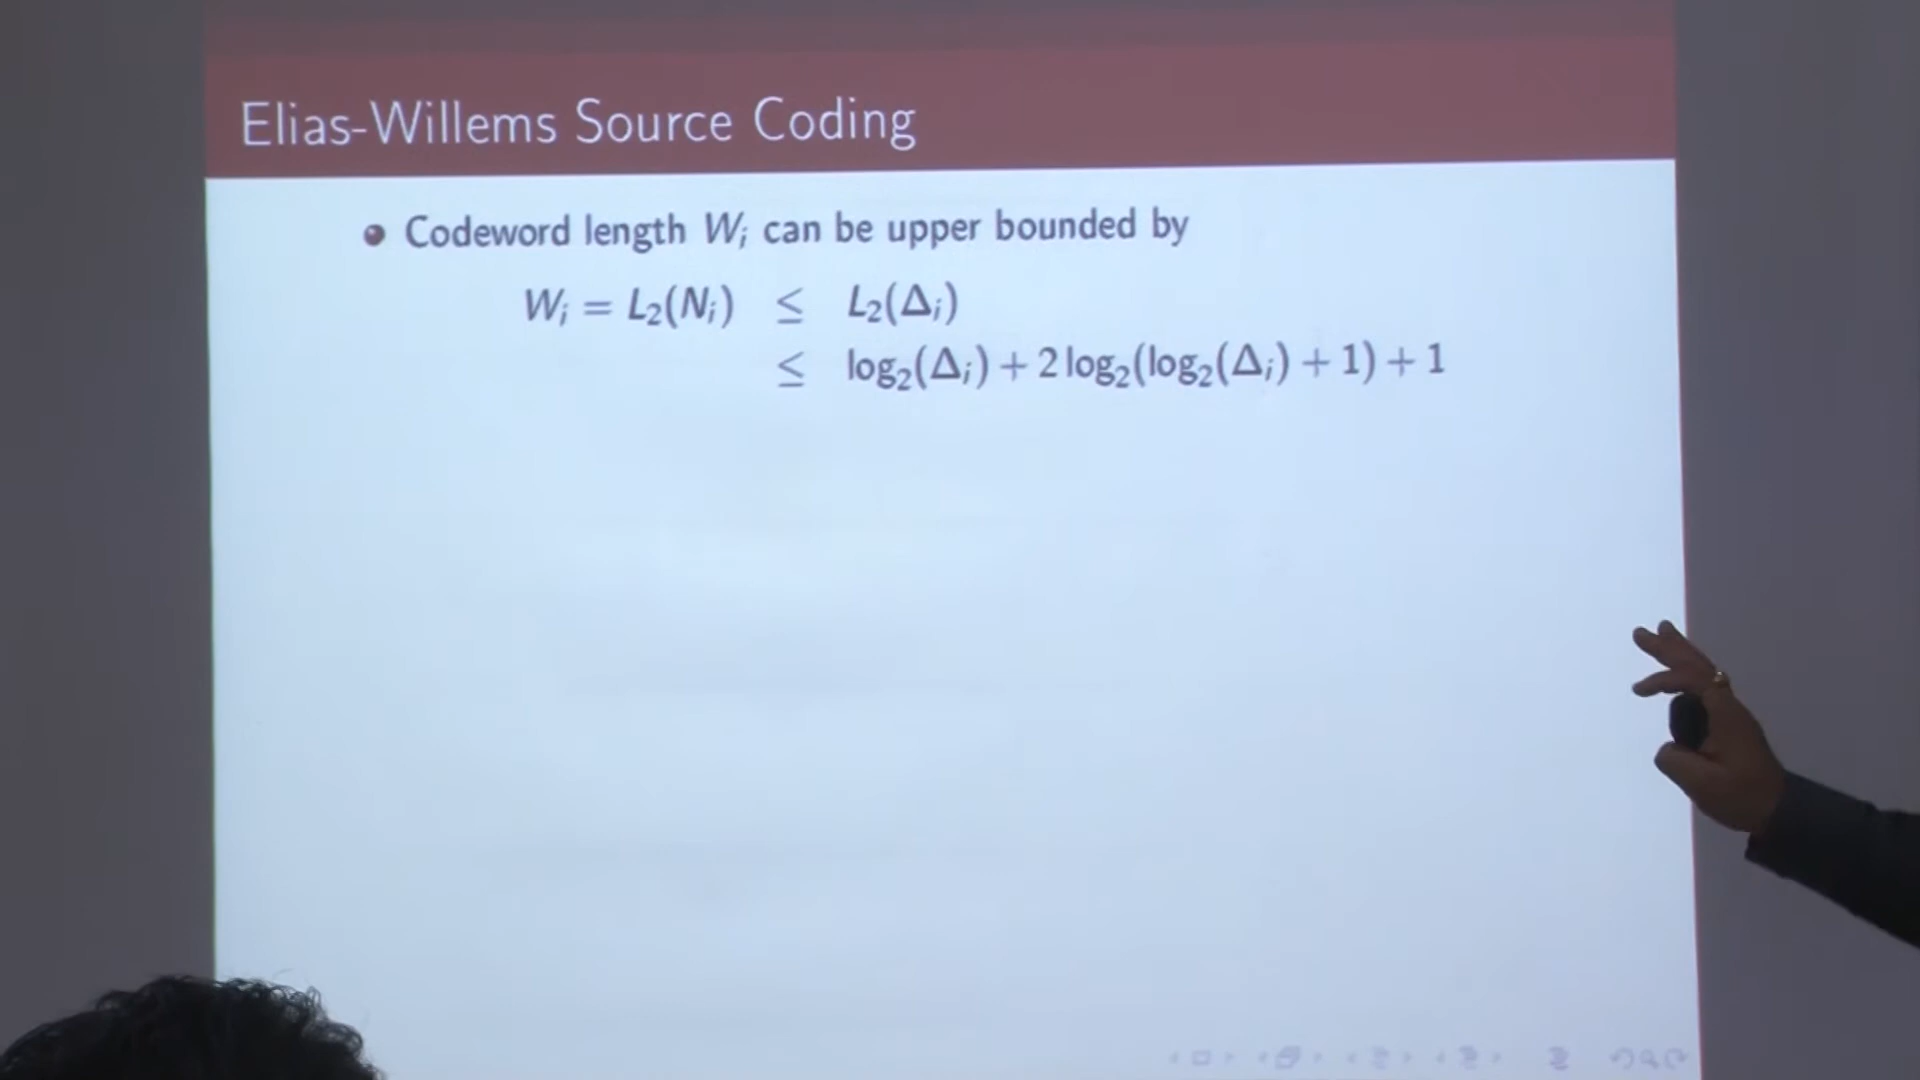 Elias-Willems Source Coding
Codeword length Wᵢ can be upper bounded by
Wᵢ = L₂(Nᵢ) ≤ L₂(Δᵢ)
≤ log₂(Δᵢ) + 2 log₂(log₂(Δᵢ) + 1) + 1